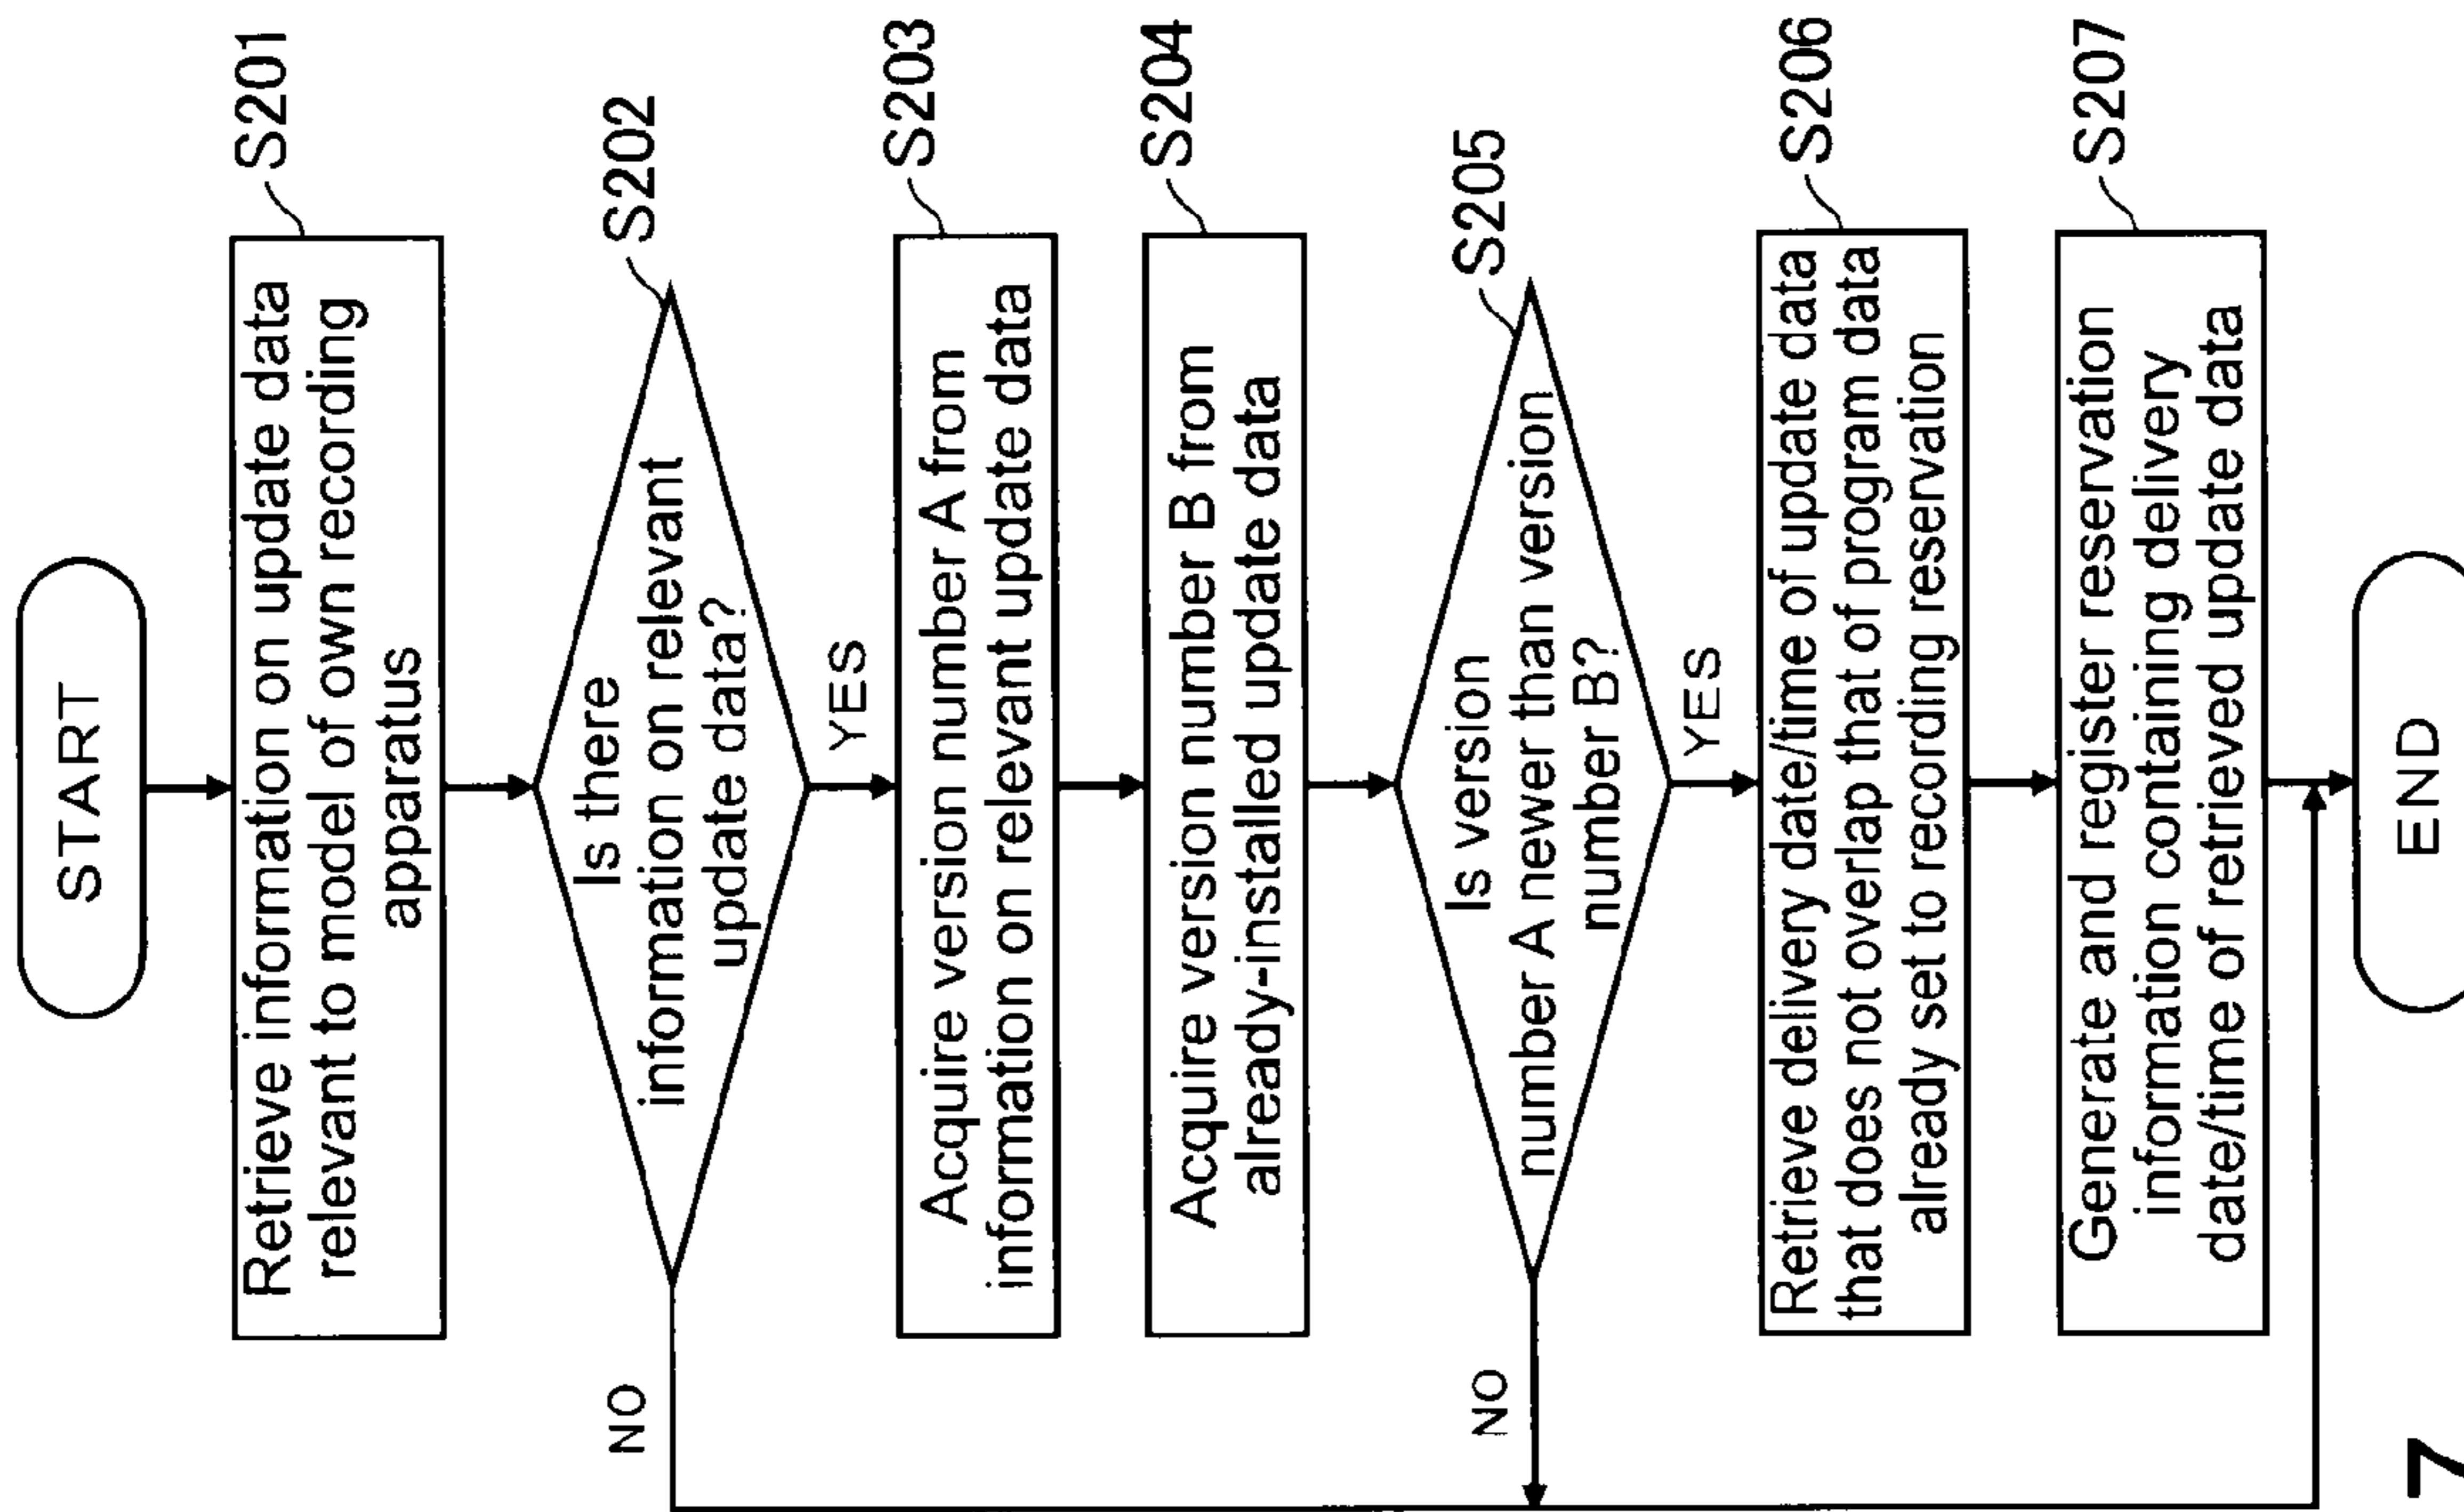 START
Retrieve information on update data
relevant to model of own recording
apparatus
S201
Is there
information on relevant
update data?
S202
NO
YES
Acquire version number A from
information on relevant update data
S203
Acquire version number B from
already-installed update data
S204
Is version
number A newer than version
number B?
S205
NO
YES
Retrieve delivery date/time of update data
that does not overlap that of program data
already set to recording reservation
S206
Generate and register reservation
information containing delivery
date/time of retrieved update data
S207
END
7